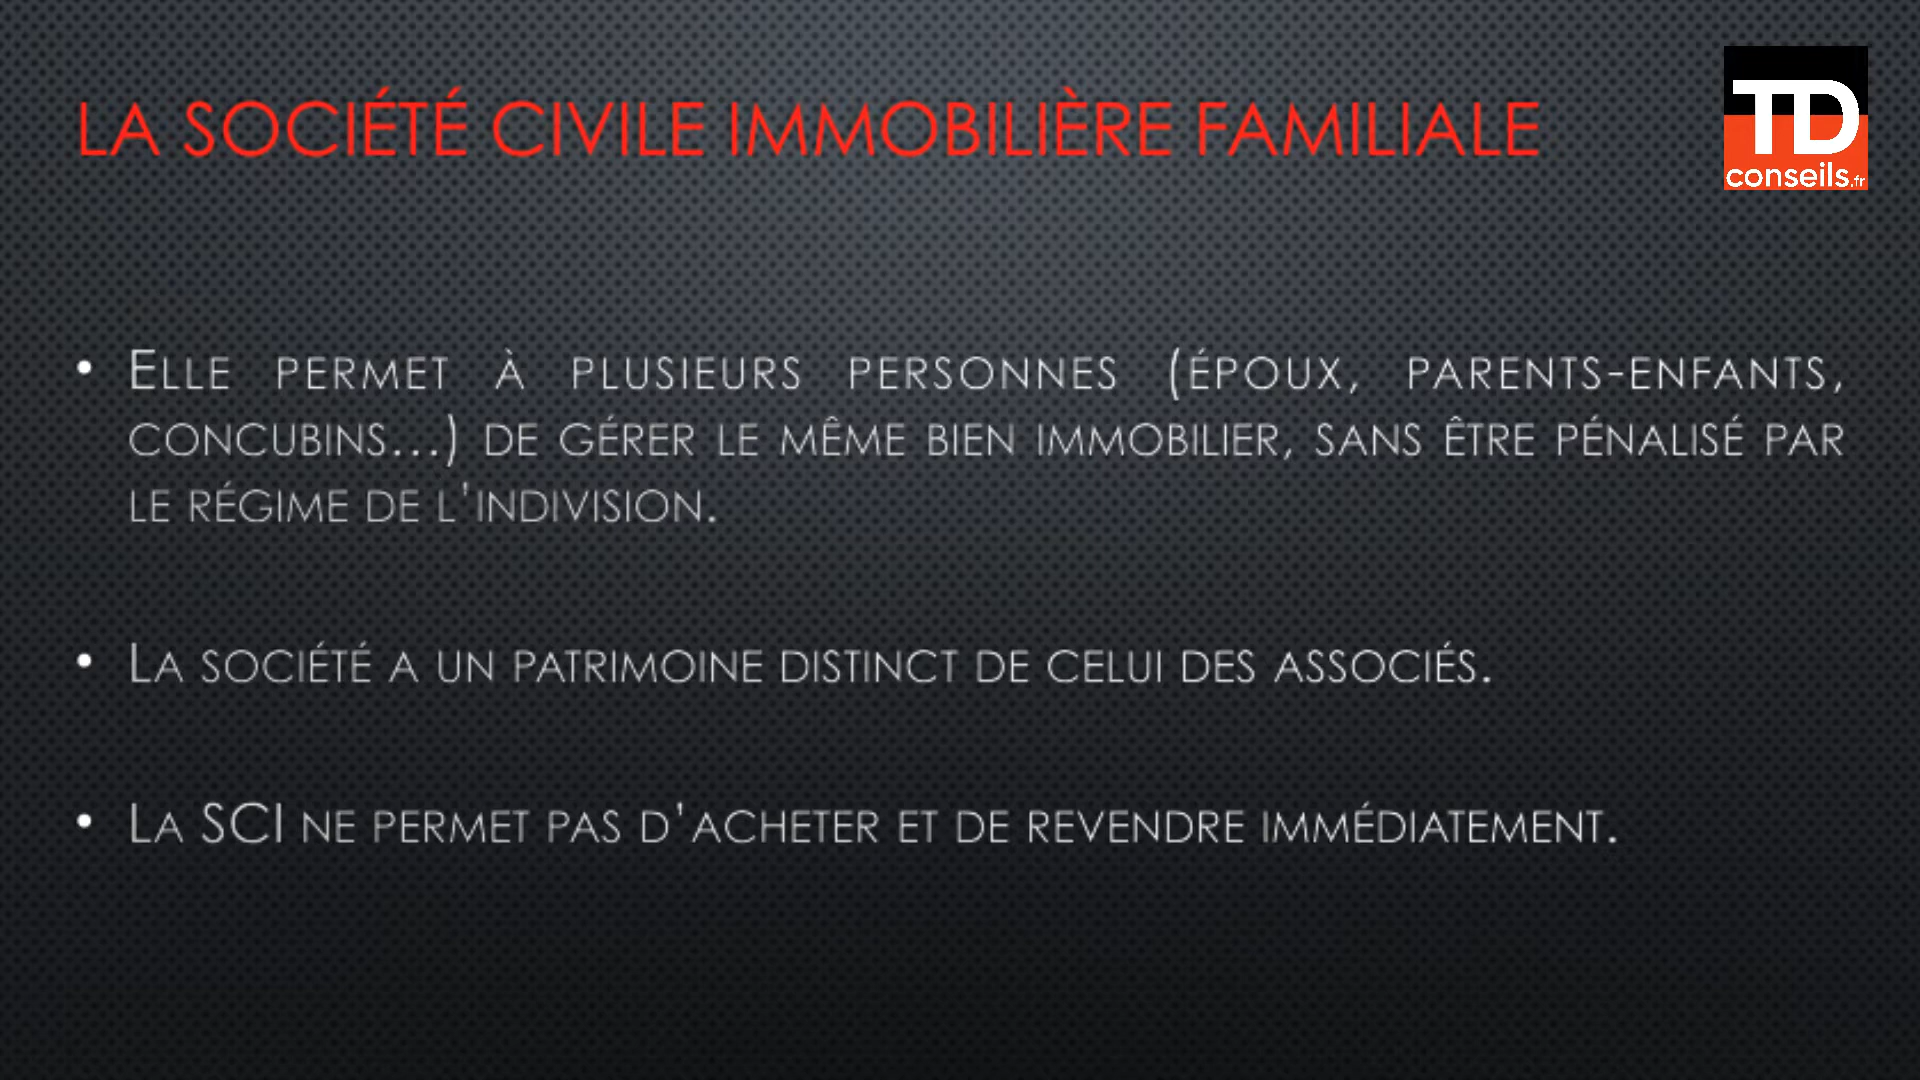 LA SOCIÉTÉ CIVILE IMMOBILIÈRE FAMILIALE
TD
conseils.fr
• ELLE PERMET À PLUSIEURS PERSONNES (ÉPOUX, PARENTS-ENFANTS,
CONCUBINS...) DE GÉRER LE MÊME BIEN IMMOBILIER, SANS ÊTRE PÉNALISÉ PAR
LE RÉGIME DE L'INDIVISION.
• LA SOCIÉTÉ A UN PATRIMOINE DISTINCT DE CELUI DES ASSOCIÉS.
• LA SCI NE PERMET PAS D'ACHETER ET DE REVENDRE IMMÉDIATEMENT.